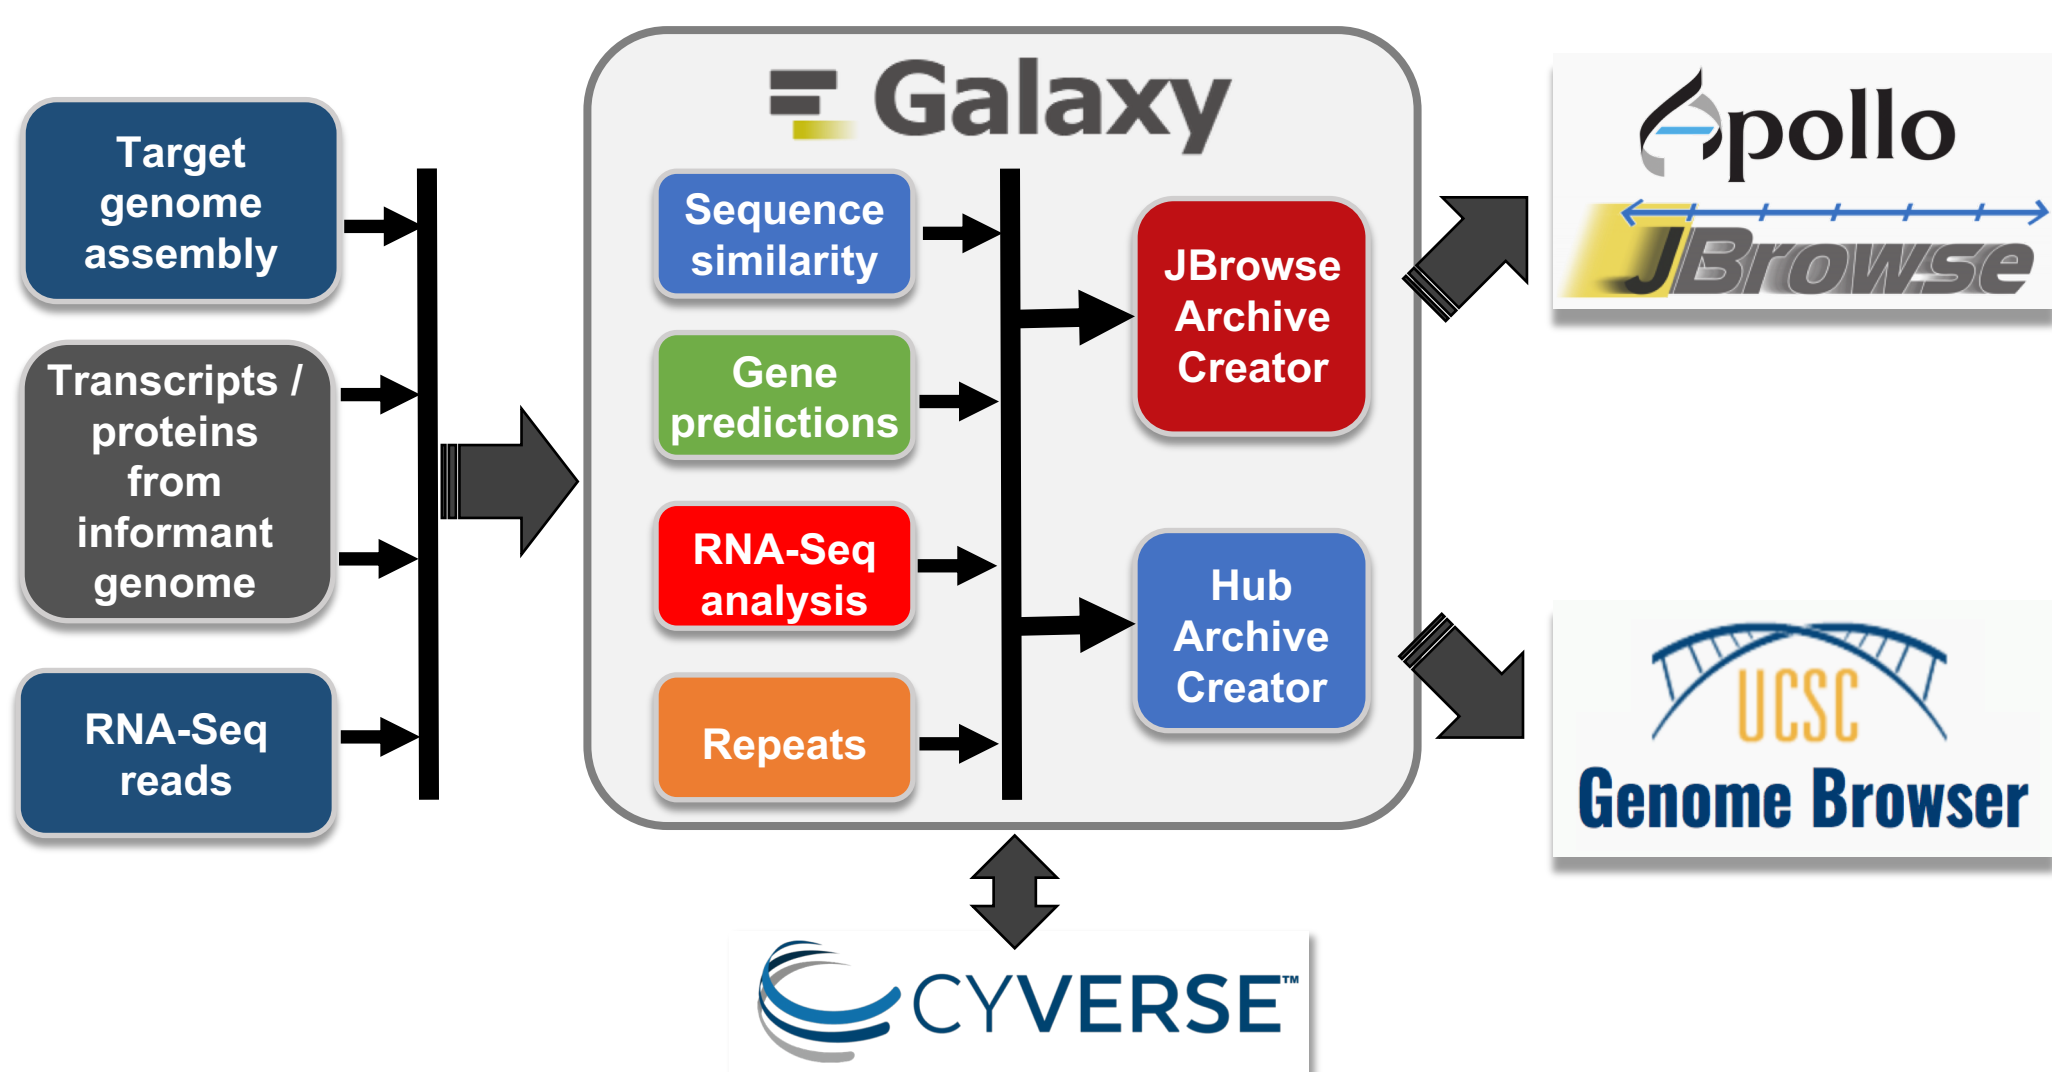 Target
genome
assembly
Transcripts /
proteins
from
informant
genome
RNA-Seq
reads
Galaxy
Sequence
similarity
Gene
predictions
RNA-Seq
analysis
Repeats
JBrowse
Archive
Creator
Hub
Archive
Creator
Apollo
JBrowse
UCSC
Genome Browser
CYVERSE™